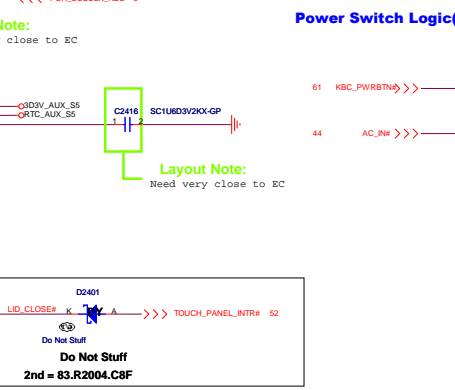 Note:
close to EC
Power Switch Logic(
61 KBC_PWRBTN#
3D3V_AUX_S5
RTC_AUX_S5
C2416 SC1U6D3V2KX-GP
1 2
44 AC_IN#
Layout Note:
Need very close to EC
D2401
LID_CLOSE# K DY A TOUCH_PANEL_INTR# 52
Do Not Stuff
Do Not Stuff
2nd = 83.R2004.C8F